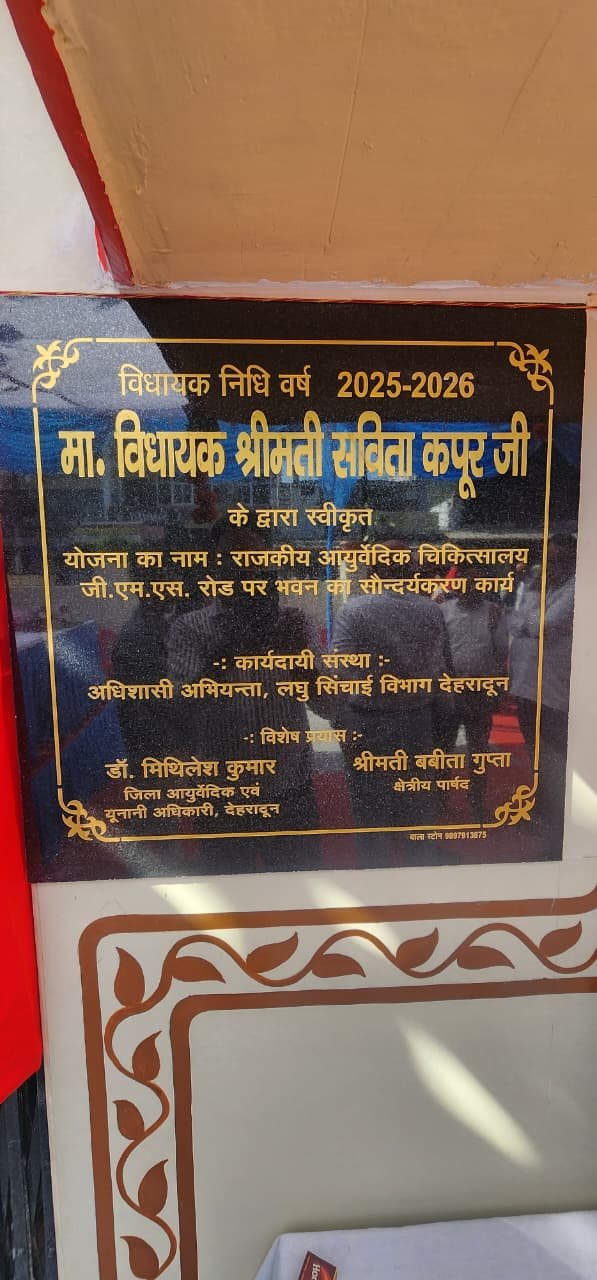 विधायक निधि वर्ष 2025-2026
मा. विधायक श्रीमती सविता कपूर जी
के द्वारा स्वीकृत
योजना का नाम : राजकीय आयुर्वेदिक चिकित्सालय
जी.एम.एस. रोड पर भवन का सौन्दर्यकरण कार्य
-: कार्यदायी संस्था :-
अधिशासी अभियन्ता, लघु सिंचाई विभाग देहरादून
-: विशेष प्रयास :-
डॉ. मिथिलेश कुमार
जिला आयुर्वेदिक एवं
यूनानी अधिकारी, देहरादून
श्रीमती बबीता गुप्ता
क्षेत्रीय पार्षद
बाला स्टोन 9897913875